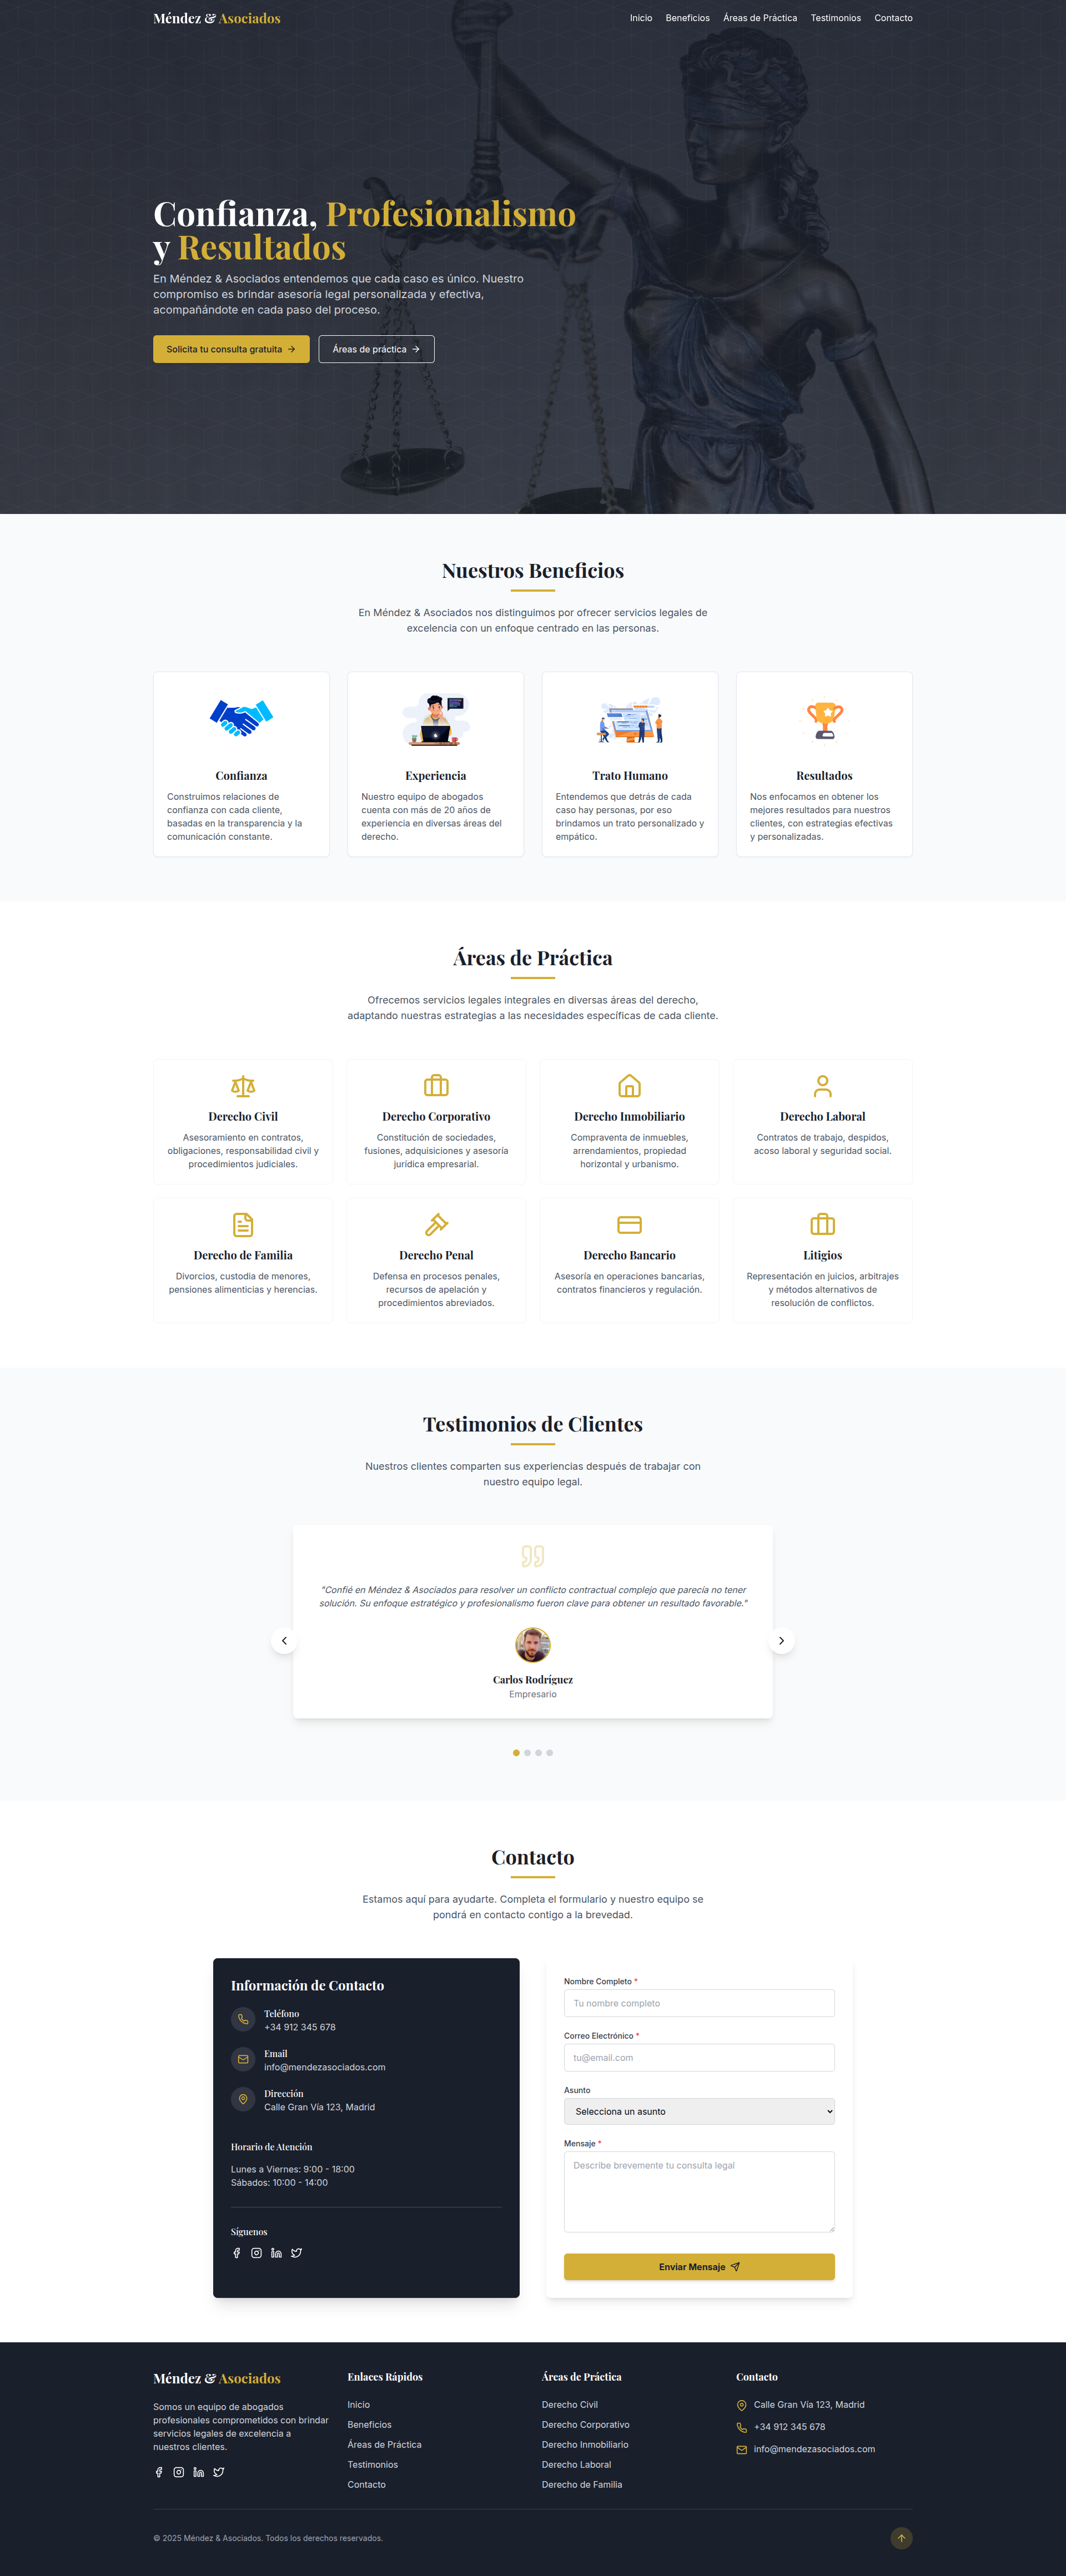 Méndez & Asociados
Inicio
Beneficios
Áreas de Práctica
Testimonios
Contacto
Confianza, Profesionalismo
y Resultados
En Méndez & Asociados entendemos que cada caso es único. Nuestro
compromiso es brindar asesoría legal personalizada y efectiva,
acompañándote en cada paso del proceso.
Solicita tu consulta gratuita
Áreas de práctica
Nuestros Beneficios
En Méndez & Asociados nos distinguimos por ofrecer servicios legales de
excelencia con un enfoque centrado en las personas.
Confianza
Construimos relaciones de
confianza con cada cliente,
basadas en la transparencia y la
comunicación constante.
Experiencia
Nuestro equipo de abogados
cuenta con más de 20 años de
experiencia en diversas áreas del
derecho.
Trato Humano
Entendemos que detrás de cada
caso hay personas, por eso
brindamos un trato personalizado y
empático.
Resultados
Nos enfocamos en obtener los
mejores resultados para nuestros
clientes, con estrategias efectivas
y personalizadas.
Áreas de Práctica
Ofrecemos servicios legales integrales en diversas áreas del derecho,
adaptando nuestras estrategias a las necesidades específicas de cada cliente.
Derecho Civil
Asesoramiento en contratos,
obligaciones, responsabilidad civil y
procedimientos judiciales.
Derecho Corporativo
Constitución de sociedades,
fusiones, adquisiciones y asesoría
jurídica empresarial.
Derecho Inmobiliario
Compraventa de inmuebles,
arrendamientos, propiedad
horizontal y urbanismo.
Derecho Laboral
Contratos de trabajo, despidos,
acoso laboral y seguridad social.
Derecho de Familia
Divorcios, custodia de menores,
pensiones alimenticias y herencias.
Derecho Penal
Defensa en procesos penales,
recursos de apelación y
procedimientos abreviados.
Derecho Bancario
Asesoría en operaciones bancarias,
contratos financieros y regulación.
Litigios
Representación en juicios, arbitrajes
y métodos alternativos de
resolución de conflictos.
Testimonios de Clientes
Nuestros clientes comparten sus experiencias después de trabajar con
nuestro equipo legal.
"Confié en Méndez & Asociados para resolver un conflicto contractual complejo que parecía no tener
solución. Su enfoque estratégico y profesionalismo fueron clave para obtener un resultado favorable."
Carlos Rodríguez
Empresario
Contacto
Estamos aquí para ayudarte. Completa el formulario y nuestro equipo se
pondrá en contacto contigo a la brevedad.
Información de Contacto
Teléfono
+34 912 345 678
Email
info@mendezasociados.com
Dirección
Calle Gran Vía 123, Madrid
Horario de Atención
Lunes a Viernes: 9:00 - 18:00
Sábados: 10:00 - 14:00
Síguenos
Nombre Completo *
Tu nombre completo
Correo Electrónico *
tu@email.com
Asunto
Selecciona un asunto
Mensaje *
Describe brevemente tu consulta legal
Enviar Mensaje
Méndez & Asociados
Somos un equipo de abogados
profesionales comprometidos con brindar
servicios legales de excelencia a
nuestros clientes.
Enlaces Rápidos
Inicio
Beneficios
Áreas de Práctica
Testimonios
Contacto
Áreas de Práctica
Derecho Civil
Derecho Corporativo
Derecho Inmobiliario
Derecho Laboral
Derecho de Familia
Contacto
Calle Gran Vía 123, Madrid
+34 912 345 678
info@mendezasociados.com
© 2025 Méndez & Asociados. Todos los derechos reservados.